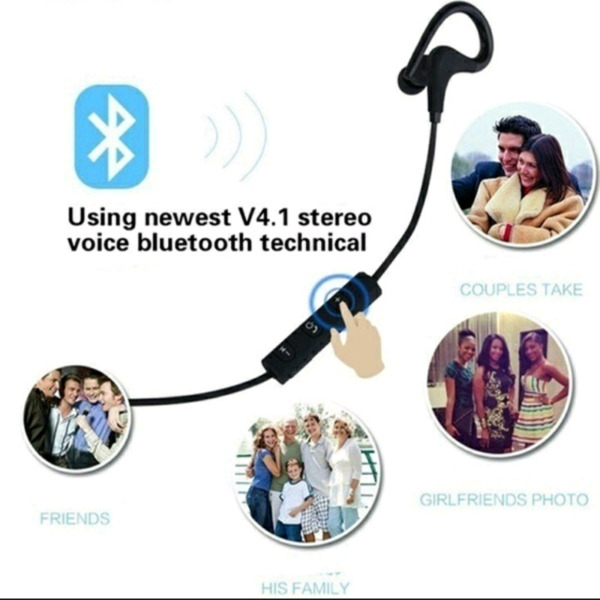 Using newest V4.1 stereo
voice bluetooth technical
COUPLES TAKE
GIRLFRIENDS PHOTO
FRIENDS
HIS FAMILY